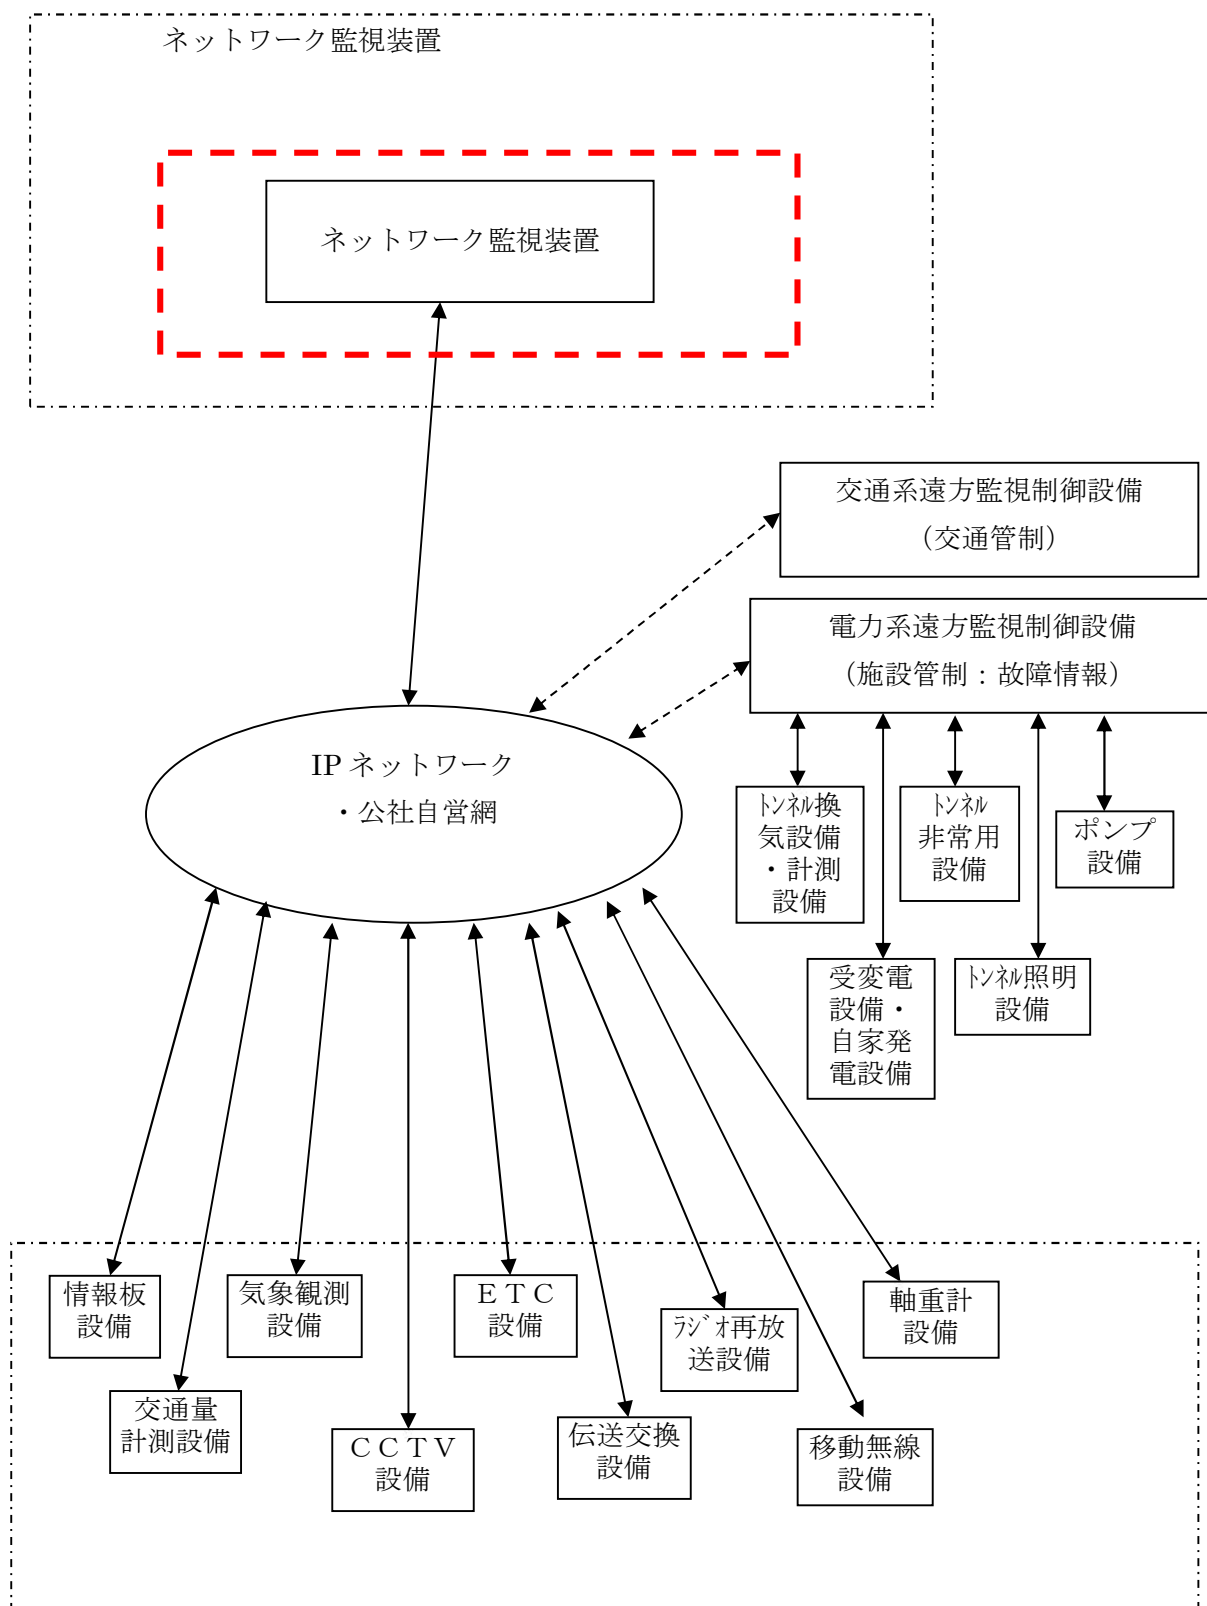 ネットワーク監視装置
ネットワーク監視装置
交通系遠方監視制御設備
（交通管制）
電力系遠方監視制御設備
（施設管制：故障情報）
IP ネットワーク
・公社自営網
ﾄﾝﾈﾙ換
気設備
・計測
設備
ﾄﾝﾈﾙ
非常用
設備
ポンプ
設備
受変電
設備・
自家発
電設備
ﾄﾝﾈﾙ照明
設備
情報板
設備
気象観測
設備
ＥＴＣ
設備
ﾗｼﾞｵ再放
送設備
軸重計
設備
交通量
計測設備
ＣＣＴＶ
設備
伝送交換
設備
移動無線
設備